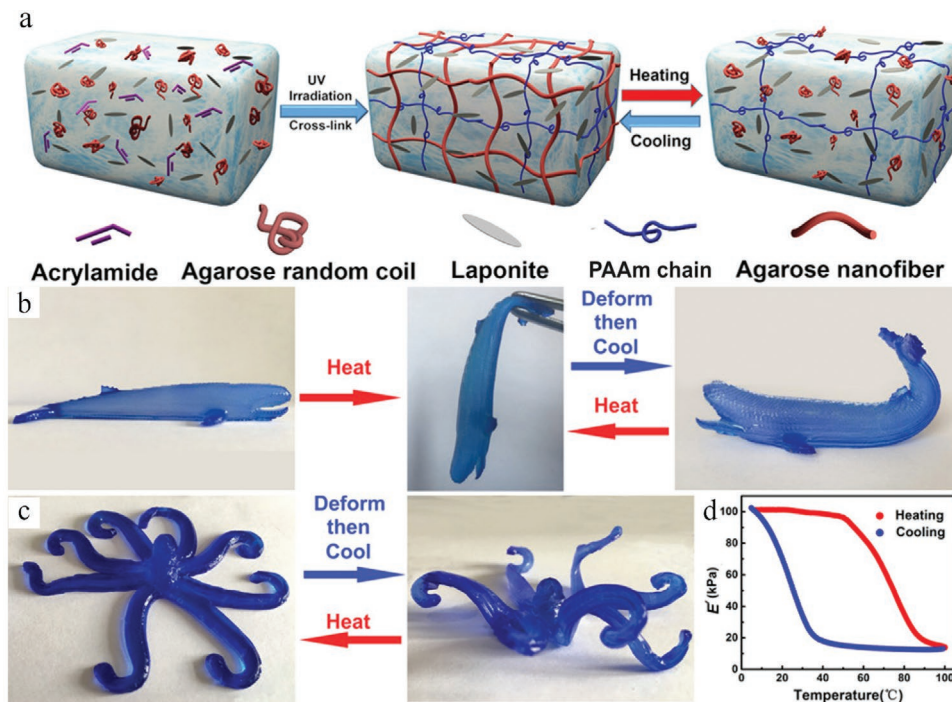 a
UV
Irradiation
Cross-link
Heating
Cooling
Acrylamide
Agarose random coil
Laponite
PAAm chain
Agarose nanofiber
b
Heat
Deform
then
Cool
Heat
c
Deform
then
Cool
Heat
d
Heating
Cooling
E' (kPa)
100
80
60
40
20
0
0
20
40
60
80
100
Temperature(℃)